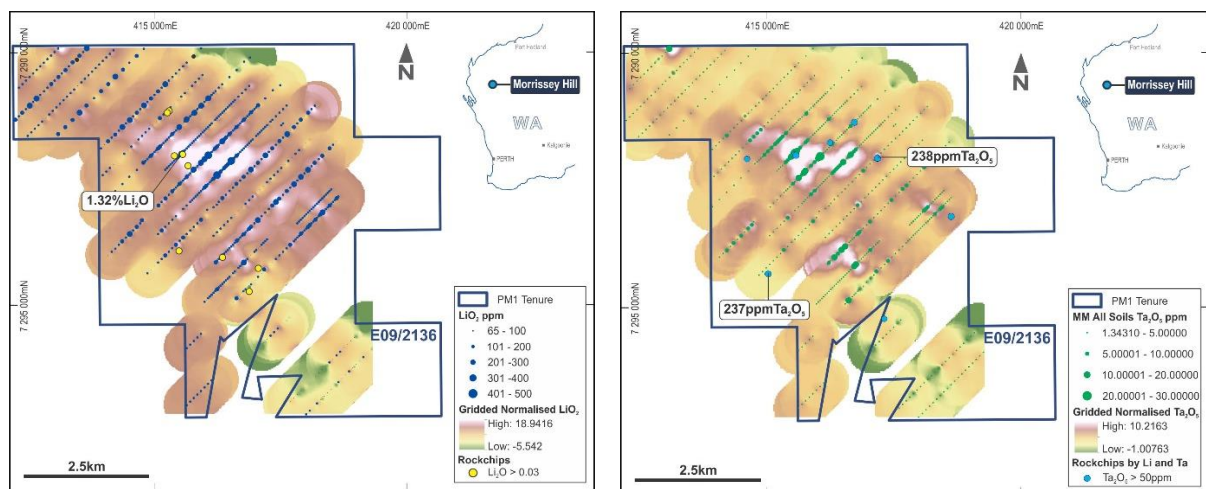 415 000mE
420 000mE
7 290 000mN
7 295 000mN
N
Port Hedland
Morrissey Hill
WA
Kalgoorlie
PERTH
1.32%Li₂O
E09/2136
PM1 Tenure
LiO₂ ppm
65 - 100
101 - 200
201 -300
301 -400
401 - 500
Gridded Normalised LiO₂
High: 18.9416
Low: -5.542
Rockchips
Li₂O > 0.03
2.5km
415 000mE
420 000mE
7 290 000mN
7 295 000mN
N
Port Hedland
Morrissey Hill
WA
Kalgoorlie
PERTH
238ppmTa₂O₅
237ppmTa₂O₅
E09/2136
PM1 Tenure
MM All Soils Ta₂O₅ ppm
1.34310 - 5.00000
5.00001 - 10.00000
10.00001 - 20.00000
20.00001 - 30.00000
Gridded Normalised Ta₂O₅
High: 10.2163
Low: -1.00763
Rockchips by Li and Ta
Ta₂O₅ > 50ppm
2.5km